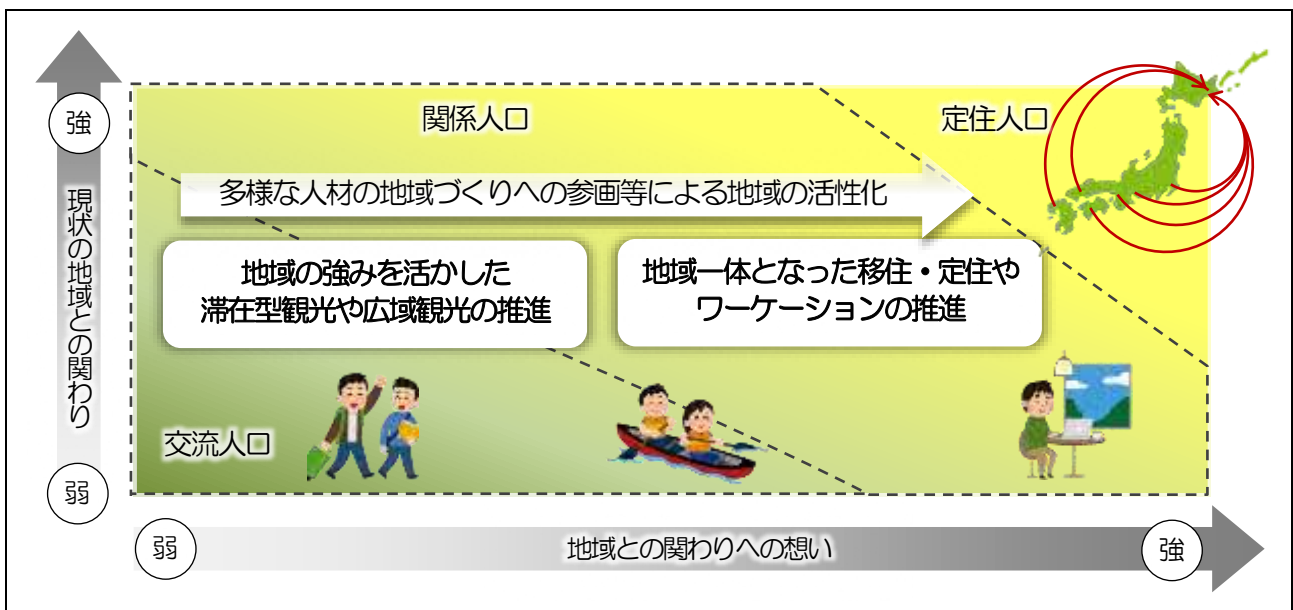 強
現状の地域との関わり
弱
関係人口
定住人口
多様な人材の地域づくりへの参画等による地域の活性化
地域の強みを活かした
滞在型観光や広域観光の推進
地域一体となった移住・定住や
ワーケーションの推進
交流人口
弱
地域との関わりへの想い
強